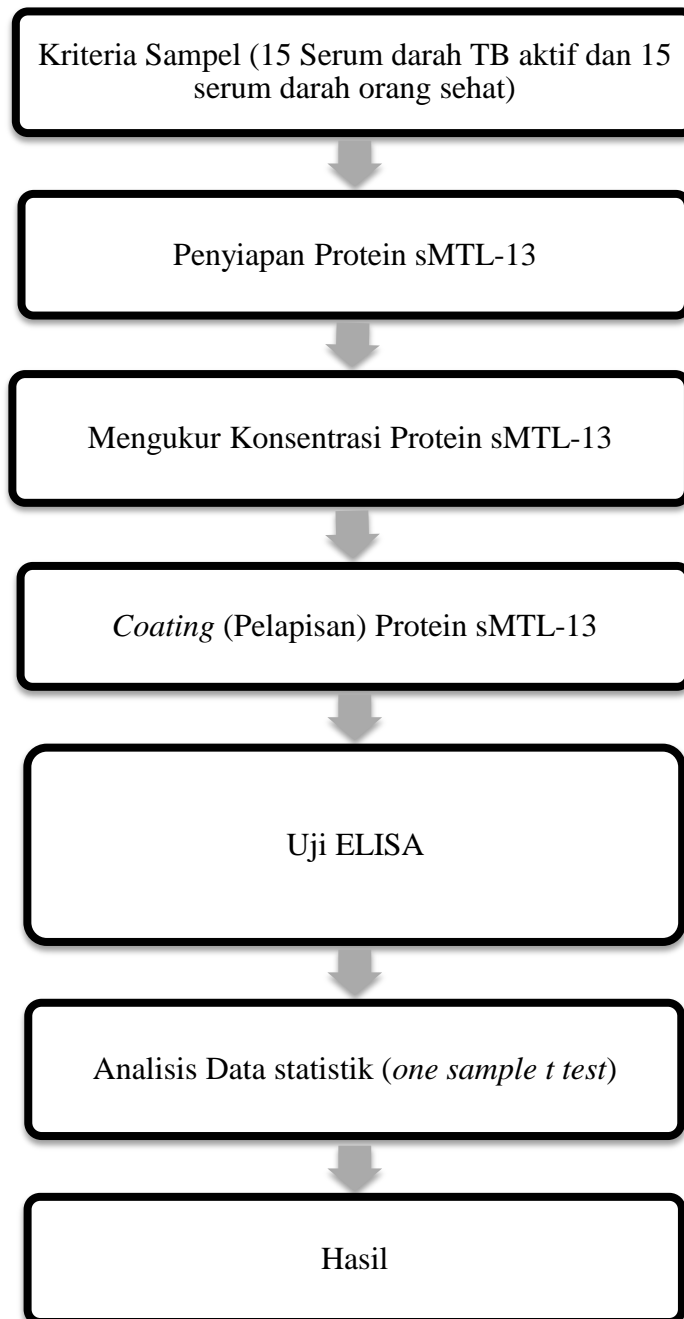 Kriteria Sampel (15 Serum darah TB aktif dan 15
serum darah orang sehat)
Penyiapan Protein sMTL-13
Mengukur Konsentrasi Protein sMTL-13
Coating (Pelapisan) Protein sMTL-13
Uji ELISA
Analisis Data statistik (one sample t test)
Hasil